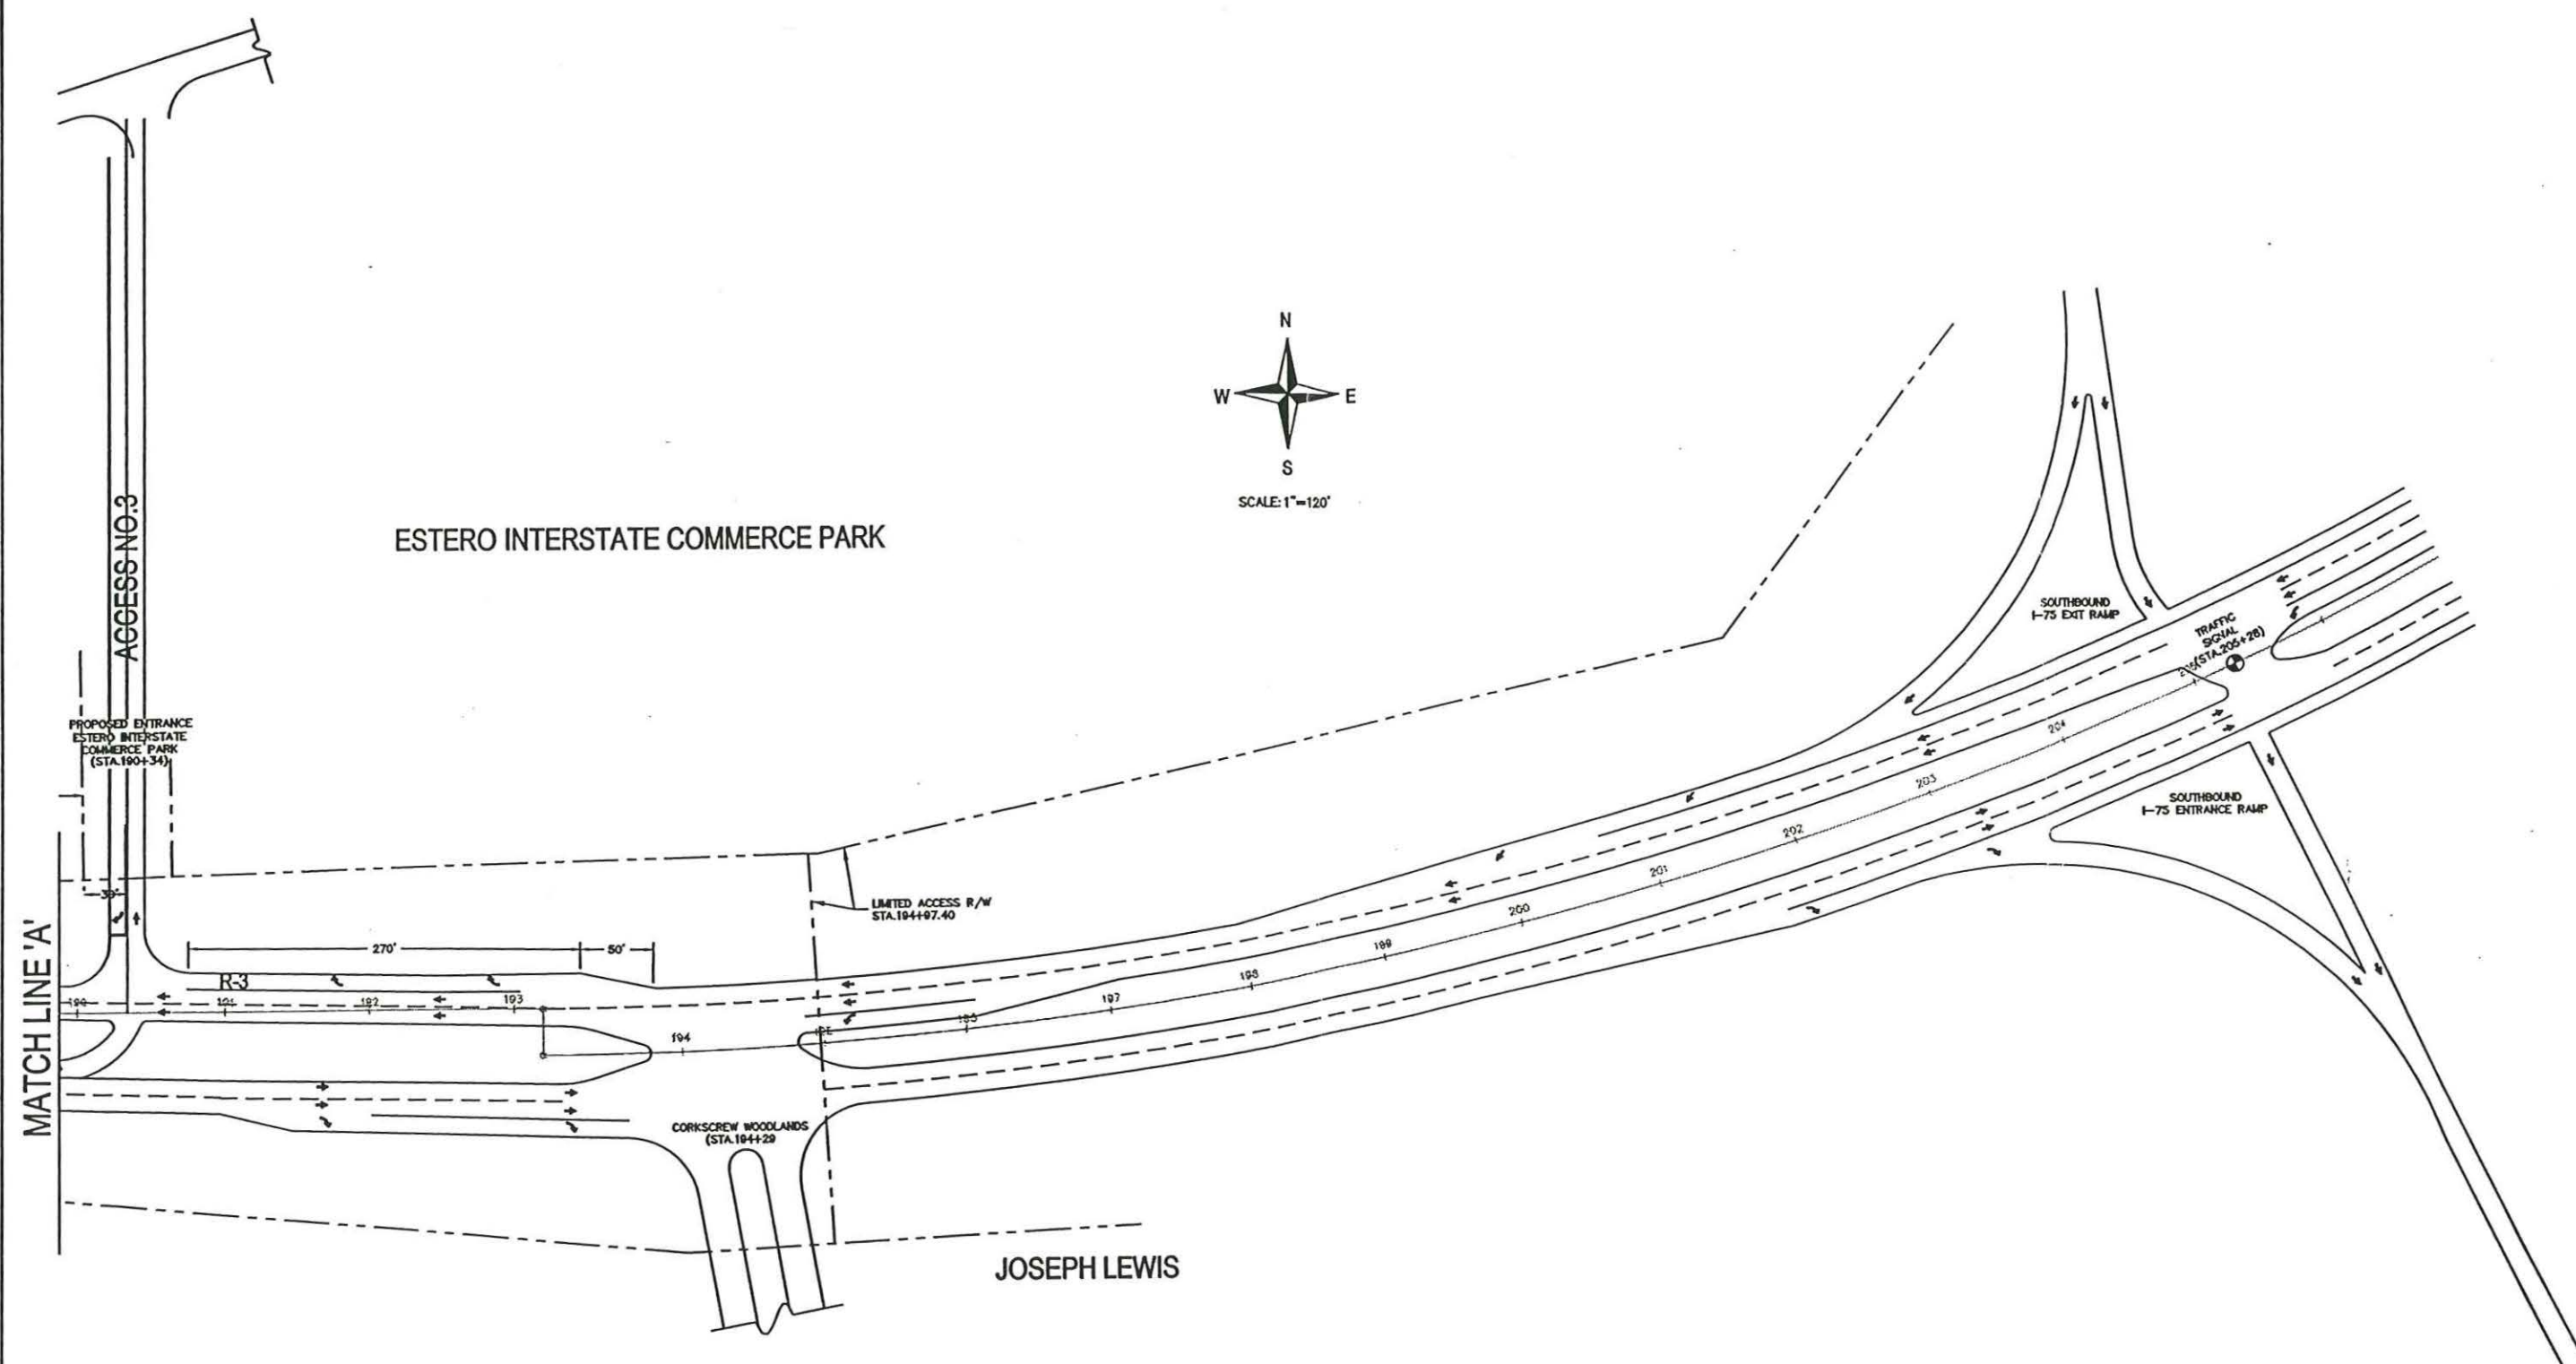 N
W E
S
SCALE: 1"=120'
ACCESS NO.3
ESTERO INTERSTATE COMMERCE PARK
SOUTHBOUND
I-75 EXIT RAMP
TRAFFIC
SIGNAL
(STA.205+28)
PROPOSED ENTRANCE
ESTERO INTERSTATE
COMMERCE PARK
(STA.190+34)
204
203
SOUTHBOUND
I-75 ENTRANCE RAMP
202
201
30'
LIMITED ACCESS R/W
STA.194+97.40
200
199
270' 50'
198
R-3
190 191 192 193
197
195
194
MATCH LINE 'A'
CORKSCREW WOODLANDS
(STA.194+29
JOSEPH LEWIS